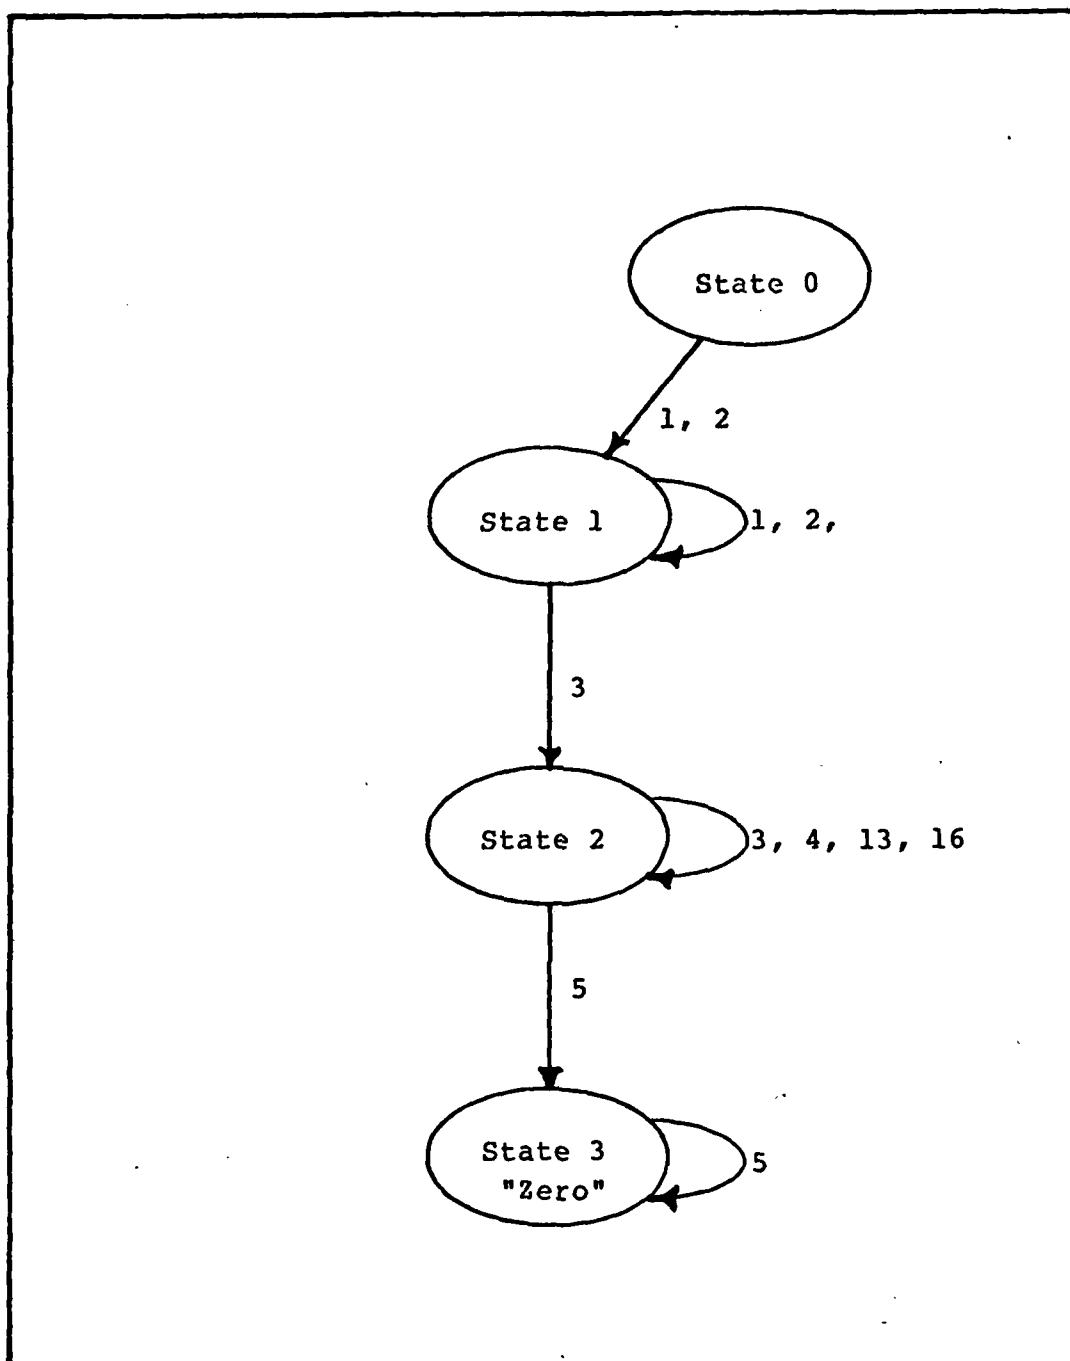 State 0
1, 2
State 1
1, 2,
3
State 2
3, 4, 13, 16
5
State 3
"Zero"
5